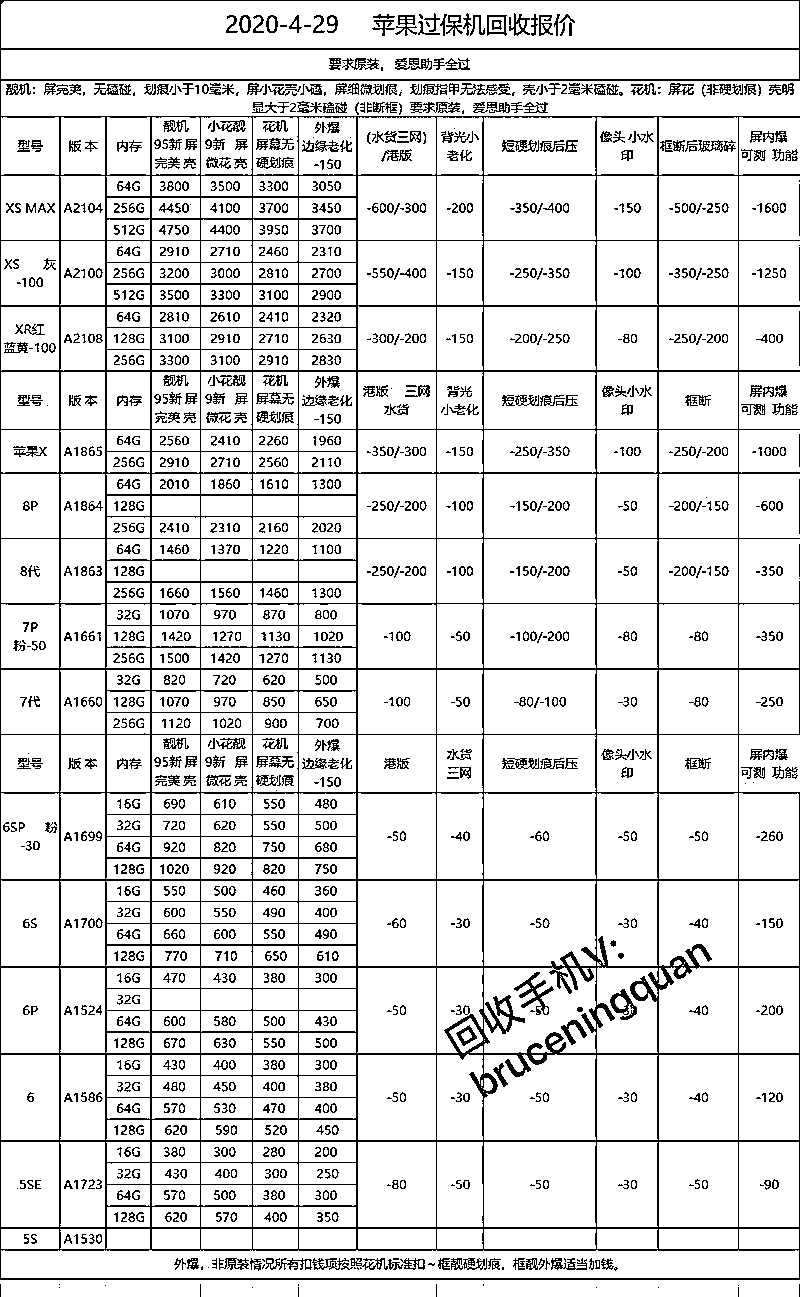 2020-4-29 苹果过保机回收报价
要求原装，爱思助手全过
靓机：屏完美，无磕碰，划痕小于10毫米，屏小花壳小磕，屏细微划痕，划痕指甲无法感受，壳小于2毫米磕碰。花机：屏花（非硬划痕）壳明
显大于2毫米磕碰（非断框）要求原装，爱思助手全过
型号 版本 内存 靓机 95新屏 完美 壳 小花靓 9新 屏 微花 壳 花机 屏幕无 硬划痕 外爆 边缘老化 -150 (水货三网) /港版 背光小 老化 短硬划痕后压 像头 小水 印 框断后玻璃碎 屏内爆 可测 功能
XS MAX A2104 64G 3800 3500 3300 3050 -600/-300 -200 -350/-400 -150 -500/-250 -1600
256G 4450 4100 3700 3450
512G 4750 4400 3950 3700
XS 灰 -100 A2100 64G 2910 2710 2460 2310 -550/-400 -150 -250/-350 -100 -350/-250 -1250
256G 3200 3000 2810 2700
512G 3500 3300 3100 2900
XR红 蓝黄-100 A2108 64G 2810 2610 2410 2320 -300/-200 -150 -200/-250 -80 -250/-200 -400
128G 3100 2910 2710 2630
256G 3300 3100 2910 2830
型号 版本 内存 靓机 95新屏 完美 壳 小花靓 9新 屏 微花 壳 花机 屏幕无 硬划痕 外爆 边缘老化 -150 港版 三网 水货 背光 小老化 短硬划痕后压 像头小水 印 框断 屏内爆 可测 功能
苹果X A1865 64G 2560 2410 2260 1960 -350/-300 -150 -250/-350 -100 -250/-200 -1000
256G 2910 2710 2560 2110
8P A1864 64G 2010 1860 1610 1300 -250/-200 -100 -150/-200 -50 -200/-150 -600
128G
256G 2410 2310 2160 2020
8代 A1863 64G 1460 1370 1220 1100 -250/-200 -100 -150/-200 -50 -200/-150 -350
128G
256G 1660 1560 1460 1300
7P 粉-50 A1661 32G 1070 970 870 800 -100 -50 -100/-200 -80 -80 -350
128G 1420 1270 1130 1020
256G 1500 1420 1270 1130
7代 A1660 32G 820 720 620 500 -100 -50 -80/-100 -30 -80 -250
128G 1070 970 850 650
256G 1120 1020 900 700
型号 版本 内存 靓机 95新屏 完美 壳 小花靓 9新 屏 微花 壳 花机 屏幕无 硬划痕 外爆 边缘老化 -150 港版 水货 三网 短硬划痕后压 像头小水 印 框断 屏内爆 可测 功能
6SP 粉 -30 A1699 16G 690 610 550 480 -50 -40 -60 -50 -50 -260
32G 720 620 550 500
64G 920 820 750 680
128G 1020 920 820 750
6S A1700 16G 550 500 460 360 -60 -30 -50 -30 -40 -150
32G 600 550 490 400
64G 660 600 550 490
128G 770 710 650 610
6P A1524 16G 470 430 380 300 -50 -30 -50 -30 -40 -200
32G
64G 600 580 500 430
128G 670 630 550 500
6 A1586 16G 430 400 380 300 -50 -30 -50 -30 -40 -120
32G 480 450 400 380
64G 570 530 470 400
128G 620 590 520 450
5SE A1723 16G 380 300 280 200 -80 -50 -50 -30 -50 -90
32G 430 400 300 250
64G 570 500 380 300
128G 620 570 400 350
5S A1530
外爆，非原装情况所有扣钱项按照花机标准扣～框靓硬划痕，框靓外爆适当加钱。
回收手机V:
bruceningquan